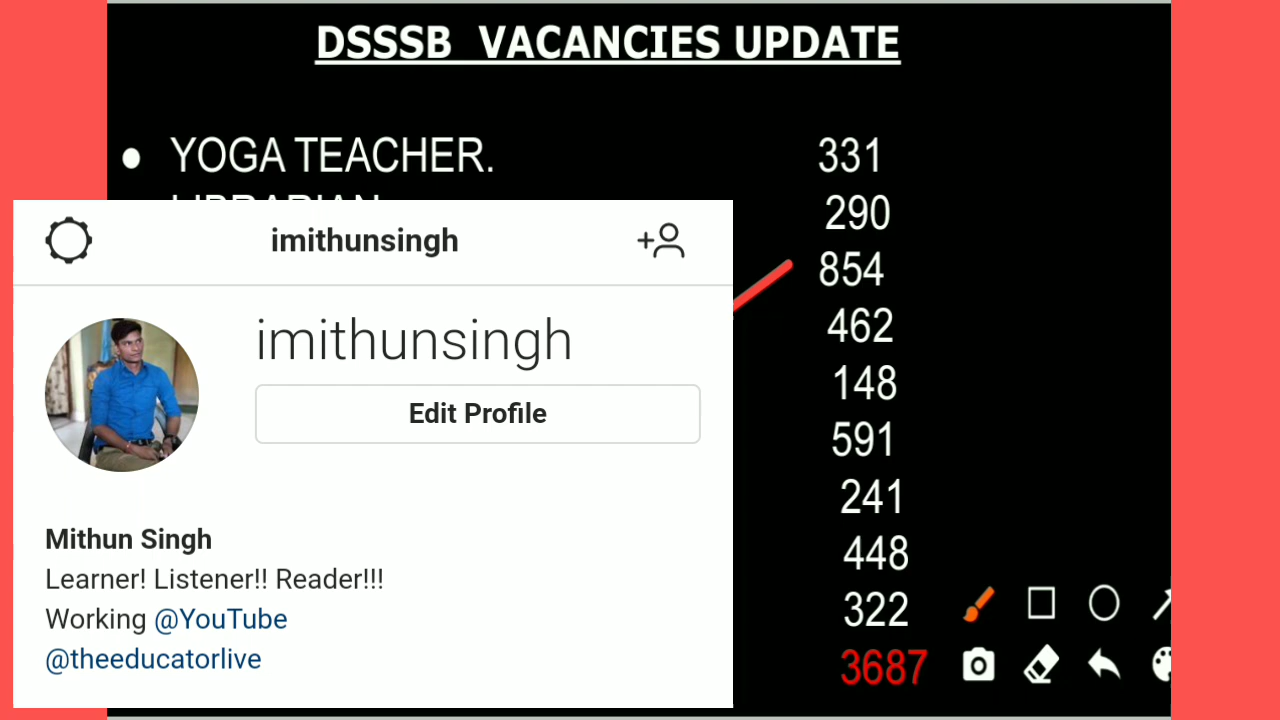 DSSSB VACANCIES UPDATE
● YOGA TEACHER. 331
LIBRARIAN 290
854
462
148
591
241
448
322
3687
imithunsingh
imithunsingh
Edit Profile
Mithun Singh
Learner! Listener!! Reader!!!
Working @YouTube
@theeducatorlive